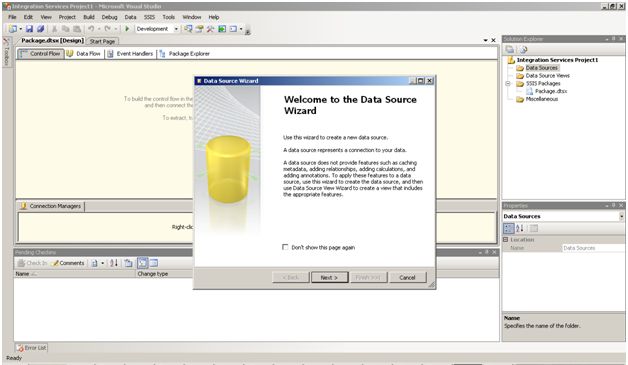 Integration Services Project1 - Microsoft Visual Studio
File Edit View Project Build Debug Data SSIS Tools Window Help
Development
Package.dtsx [Design] Start Page
Control Flow Data Flow Event Handlers Package Explorer
Toolbox
To build the control flow in the
and then connect the
To extract,
Connection Managers
Right-clic
Data Source Wizard
Welcome to the Data Source
Wizard
Use this wizard to create a new data source.
A data source represents a connection to your data.
A data source does not provide features such as caching
metadata, adding relationships, adding calculations, and
adding annotations. To apply these features to a data
source, use this wizard to create the data source, and then
use Data Source View Wizard to create a view that includes
the appropriate features.
Don't show this page again
< Back Next > Finish >>| Cancel
Pending Checkins
Check In Comments
Name Change type
Error List
Ready
Solution Explorer
Integration Services Project1
Data Sources
Data Source Views
SSIS Packages
Package.dtsx
Miscellaneous
Properties
Data Sources
Location
Name Data Sources
Name
Specifies the name of the folder.